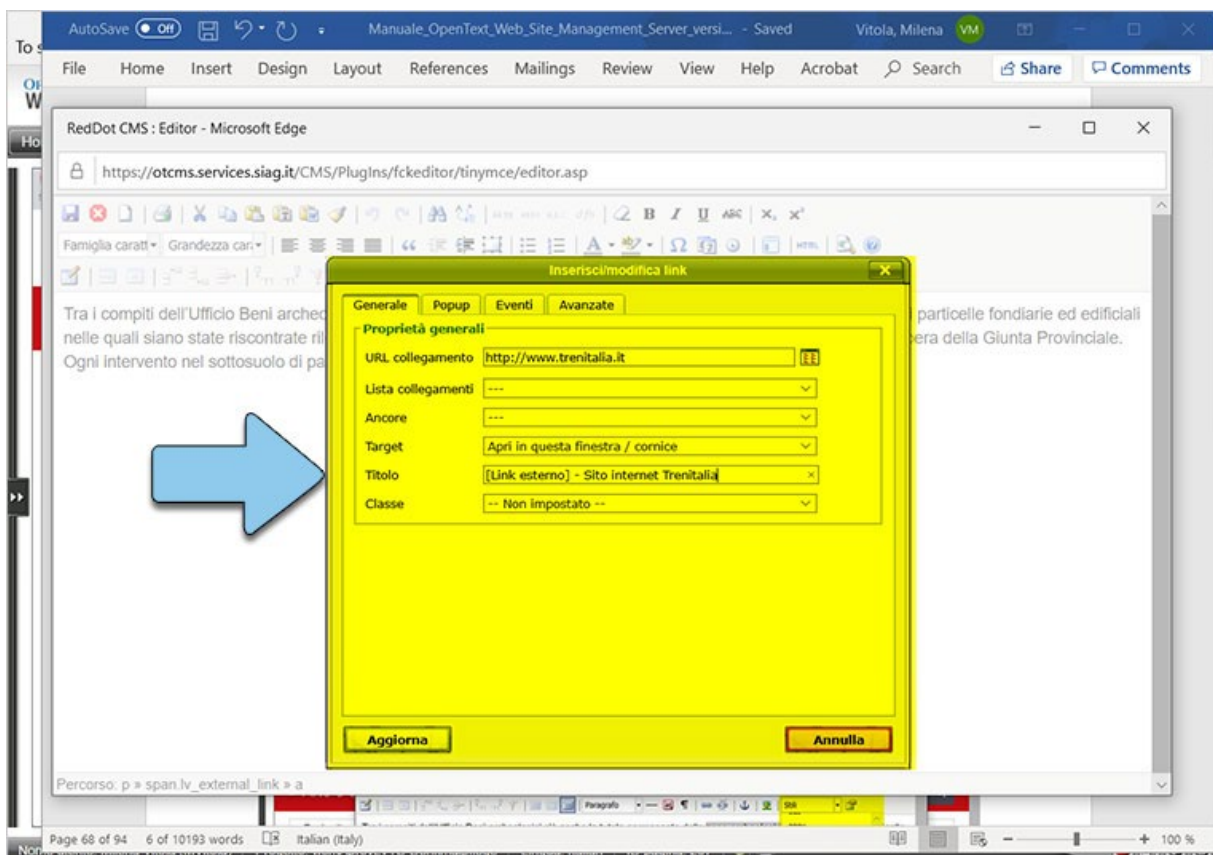 To s
AutoSave Off Manuale_OpenText_Web_Site_Management_Server_versi... - Saved Vitola, Milena VM
File Home Insert Design Layout References Mailings Review View Help Acrobat Search Share Comments
W
Ho
RedDot CMS : Editor - Microsoft Edge
https://otcms.services.siag.it/CMS/PlugIns/fckeditor/tinymce/editor.asp
B I U ABC x, x²
Famiglia caratt Grandezza cari A Ω HTML
Inserisci/modifica link
Generale Popup Eventi Avanzate
Tra i compiti dell'Ufficio Beni archeo particelle fondiarie ed edificiali
Proprietà generali
nelle quali siano state riscontrate ril era della Giunta Provinciale.
URL collegamento http://www.trenitalia.it
Ogni intervento nel sottosuolo di pa
Lista collegamenti ---
Ancore ---
Target Apri in questa finestra / cornice
Titolo [Link esterno] - Sito internet Trenitalia
Classe -- Non impostato --
Aggiorna Annulla
Percorso: p » span.lv_external_link » a
Paragrafo
Page 68 of 94 6 of 10193 words Italian (Italy) 100 %